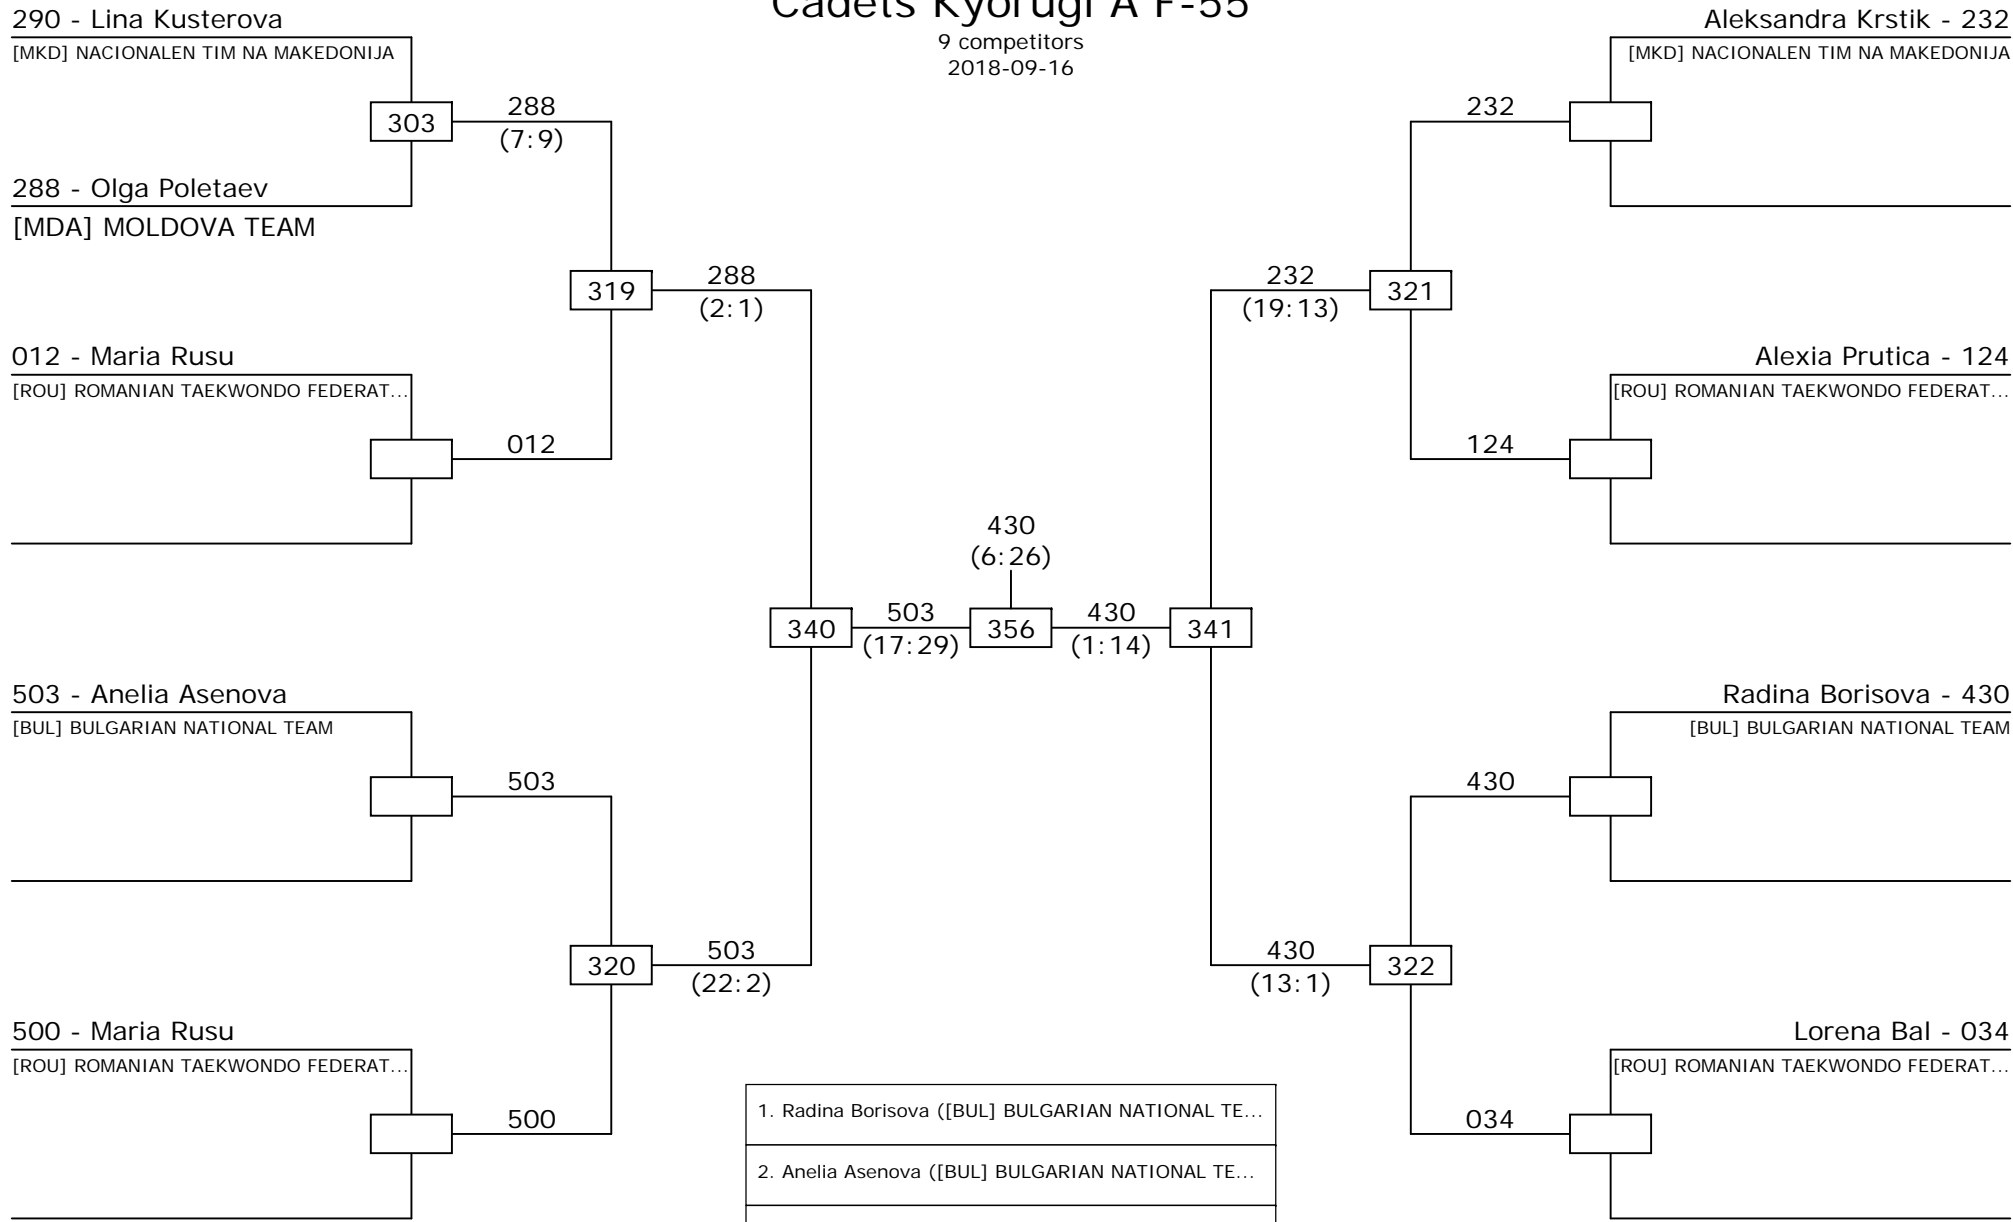 Cadets Kyorugi A F-55
9 competitors
2018-09-16
290 - Lina Kusterova
[MKD] NACIONALEN TIM NA MAKEDONIJA
303
288
(7:9)
288 - Olga Poletaev
[MDA] MOLDOVA TEAM
319
288
(2:1)
012 - Maria Rusu
[ROU] ROMANIAN TAEKWONDO FEDERAT...
012
503 - Anelia Asenova
[BUL] BULGARIAN NATIONAL TEAM
503
320
503
(22:2)
500 - Maria Rusu
[ROU] ROMANIAN TAEKWONDO FEDERAT...
500
340
503
(17:29)
430
(6:26)
356
430
(1:14)
341
Aleksandra Krstik - 232
[MKD] NACIONALEN TIM NA MAKEDONIJA
232
232
(19:13)
321
Alexia Prutica - 124
[ROU] ROMANIAN TAEKWONDO FEDERAT...
124
Radina Borisova - 430
[BUL] BULGARIAN NATIONAL TEAM
430
430
(13:1)
322
Lorena Bal - 034
[ROU] ROMANIAN TAEKWONDO FEDERAT...
034
1. Radina Borisova ([BUL] BULGARIAN NATIONAL TE...
2. Anelia Asenova ([BUL] BULGARIAN NATIONAL TE...